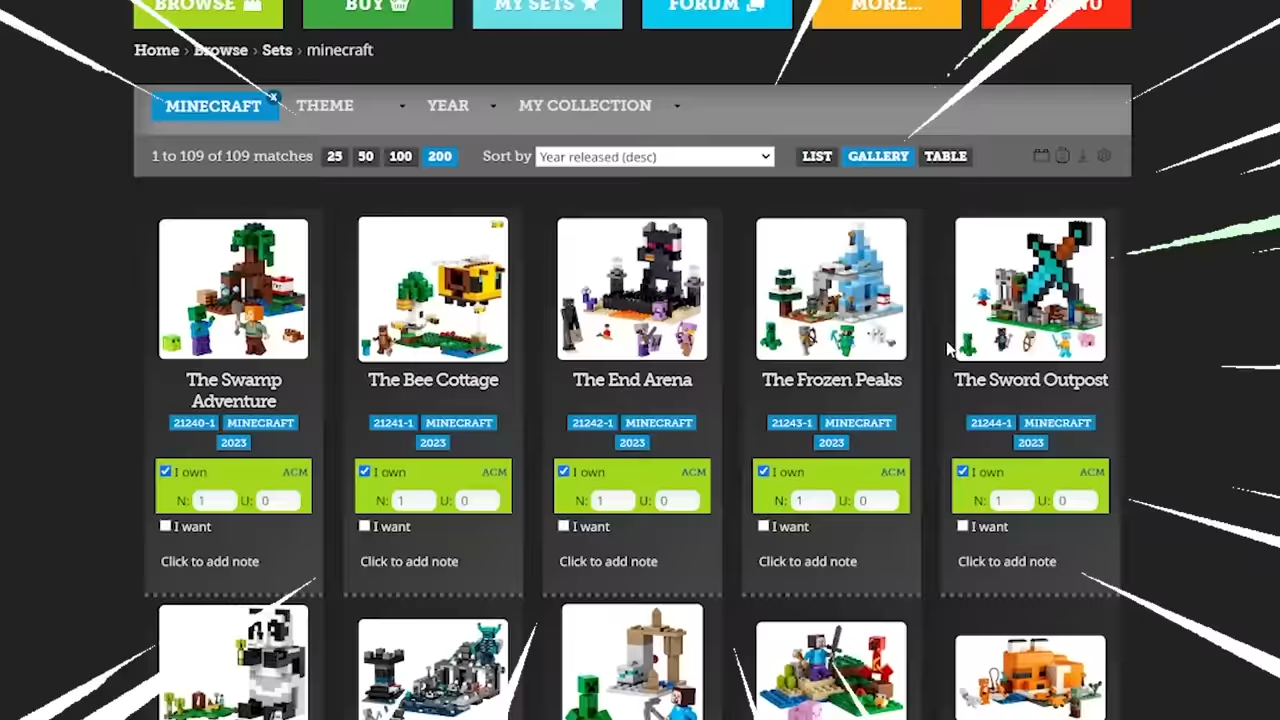 BROWSE BUY MY SETS FORUM MORE... MY MENU
Home › Browse › Sets › minecraft
MINECRAFT x THEME YEAR MY COLLECTION
1 to 109 of 109 matches 25 50 100 200 Sort by Year released (desc) LIST GALLERY TABLE
The Swamp Adventure
21240-1 MINECRAFT
2023
I own ACM
N: 1 U: 0
I want
Click to add note
The Bee Cottage
21241-1 MINECRAFT
2023
I own ACM
N: 1 U: 0
I want
Click to add note
The End Arena
21242-1 MINECRAFT
2023
I own ACM
N: 1 U: 0
I want
Click to add note
The Frozen Peaks
21243-1 MINECRAFT
2023
I own ACM
N: 1 U: 0
I want
Click to add note
The Sword Outpost
21244-1 MINECRAFT
2023
I own ACM
N: 1 U: 0
I want
Click to add note